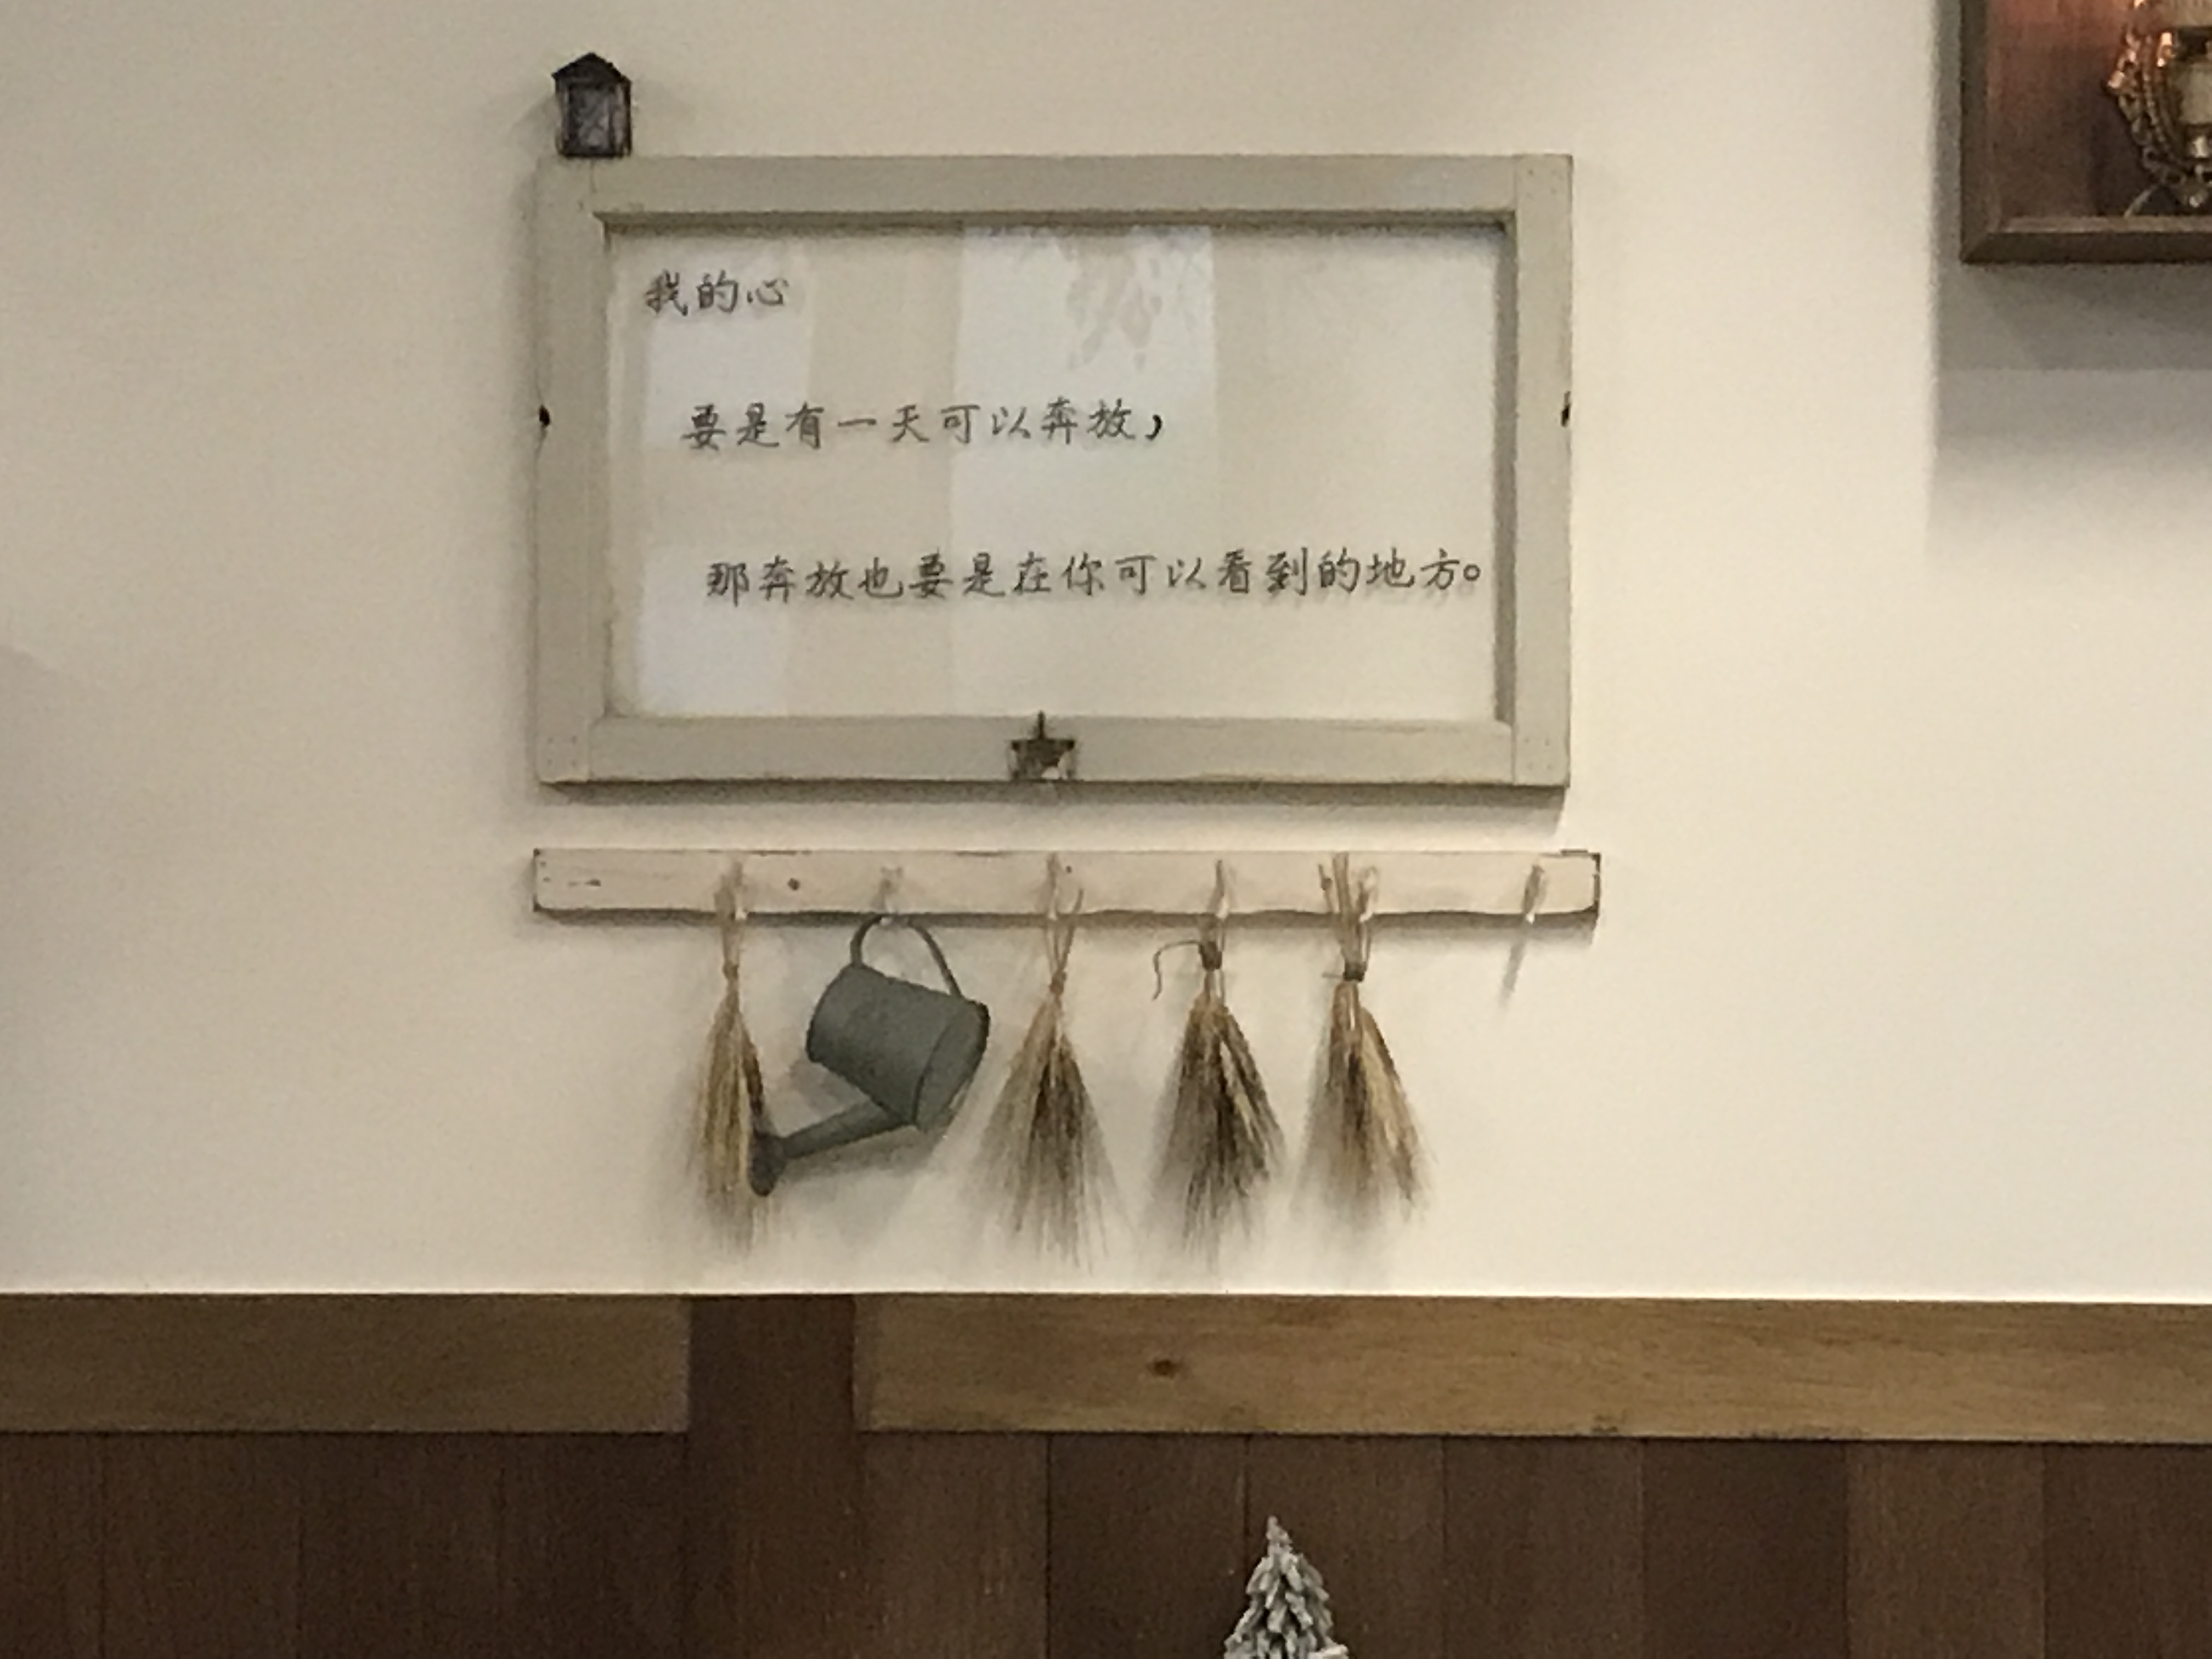 我的心
要是有一天可以奔放，
那奔放也要是在你可以看到的地方。